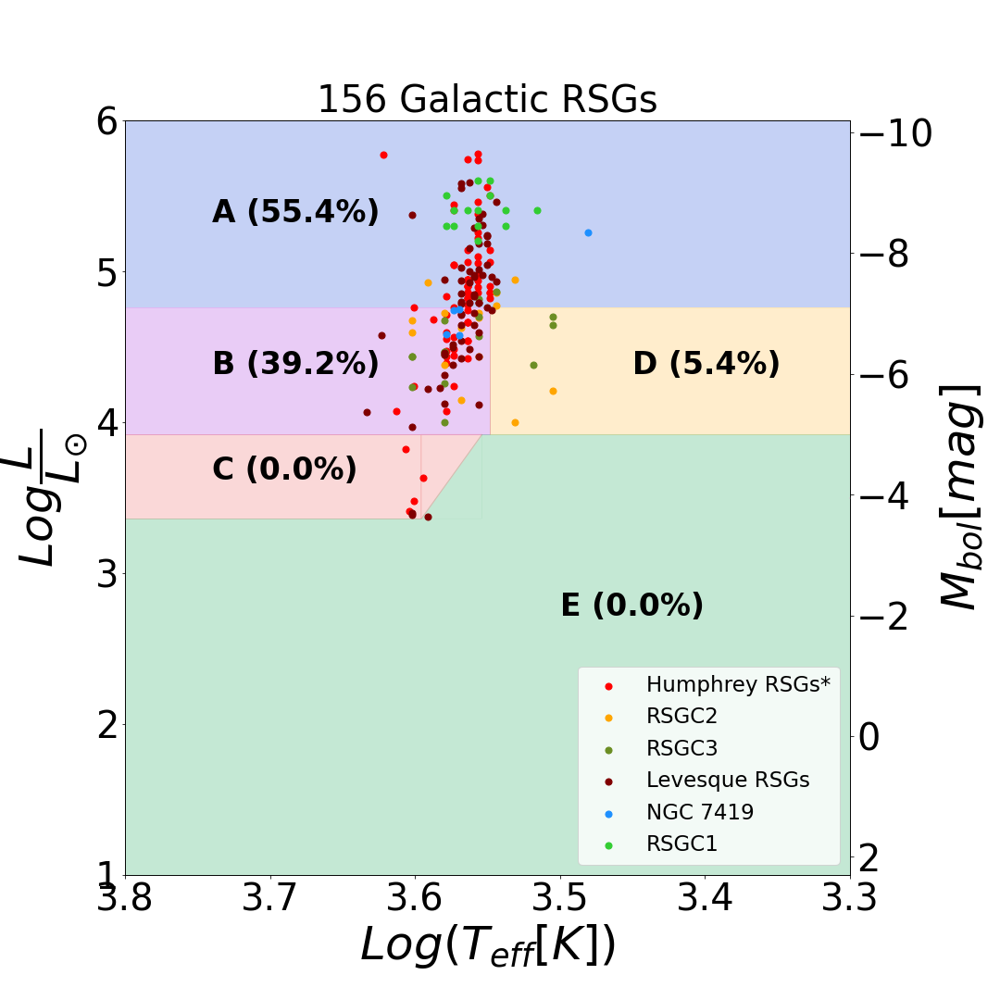 156 Galactic RSGs
6
5
4
3
2
1
−10
−8
−6
−4
−2
0
2
A (55.4%)
B (39.2%)
D (5.4%)
C (0.0%)
E (0.0%)
Humphrey RSGs*
RSGC2
RSGC3
Levesque RSGs
NGC 7419
RSGC1
3.8 3.7 3.6 3.5 3.4 3.3
Log(T_eff[K])
Log L/L⊙
M_bol[mag]